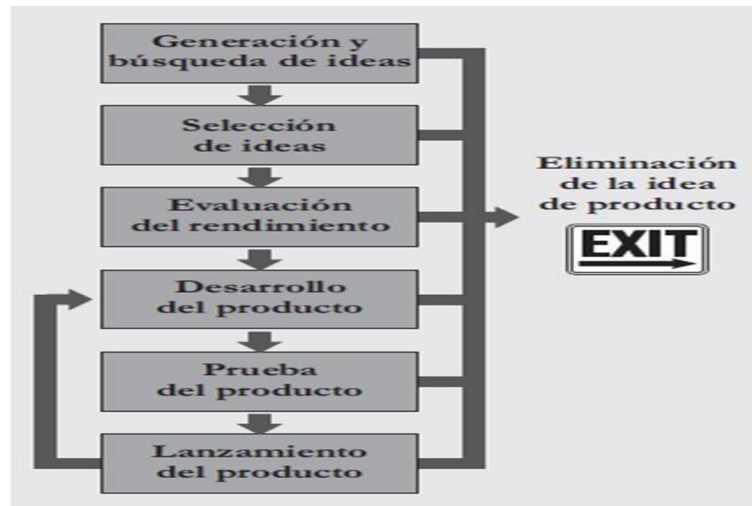 Generación y
búsqueda de ideas
Selección
de ideas
Evaluación
del rendimiento
Desarrollo
del producto
Prueba
del producto
Lanzamiento
del producto
Eliminación
de la idea
de producto
EXIT